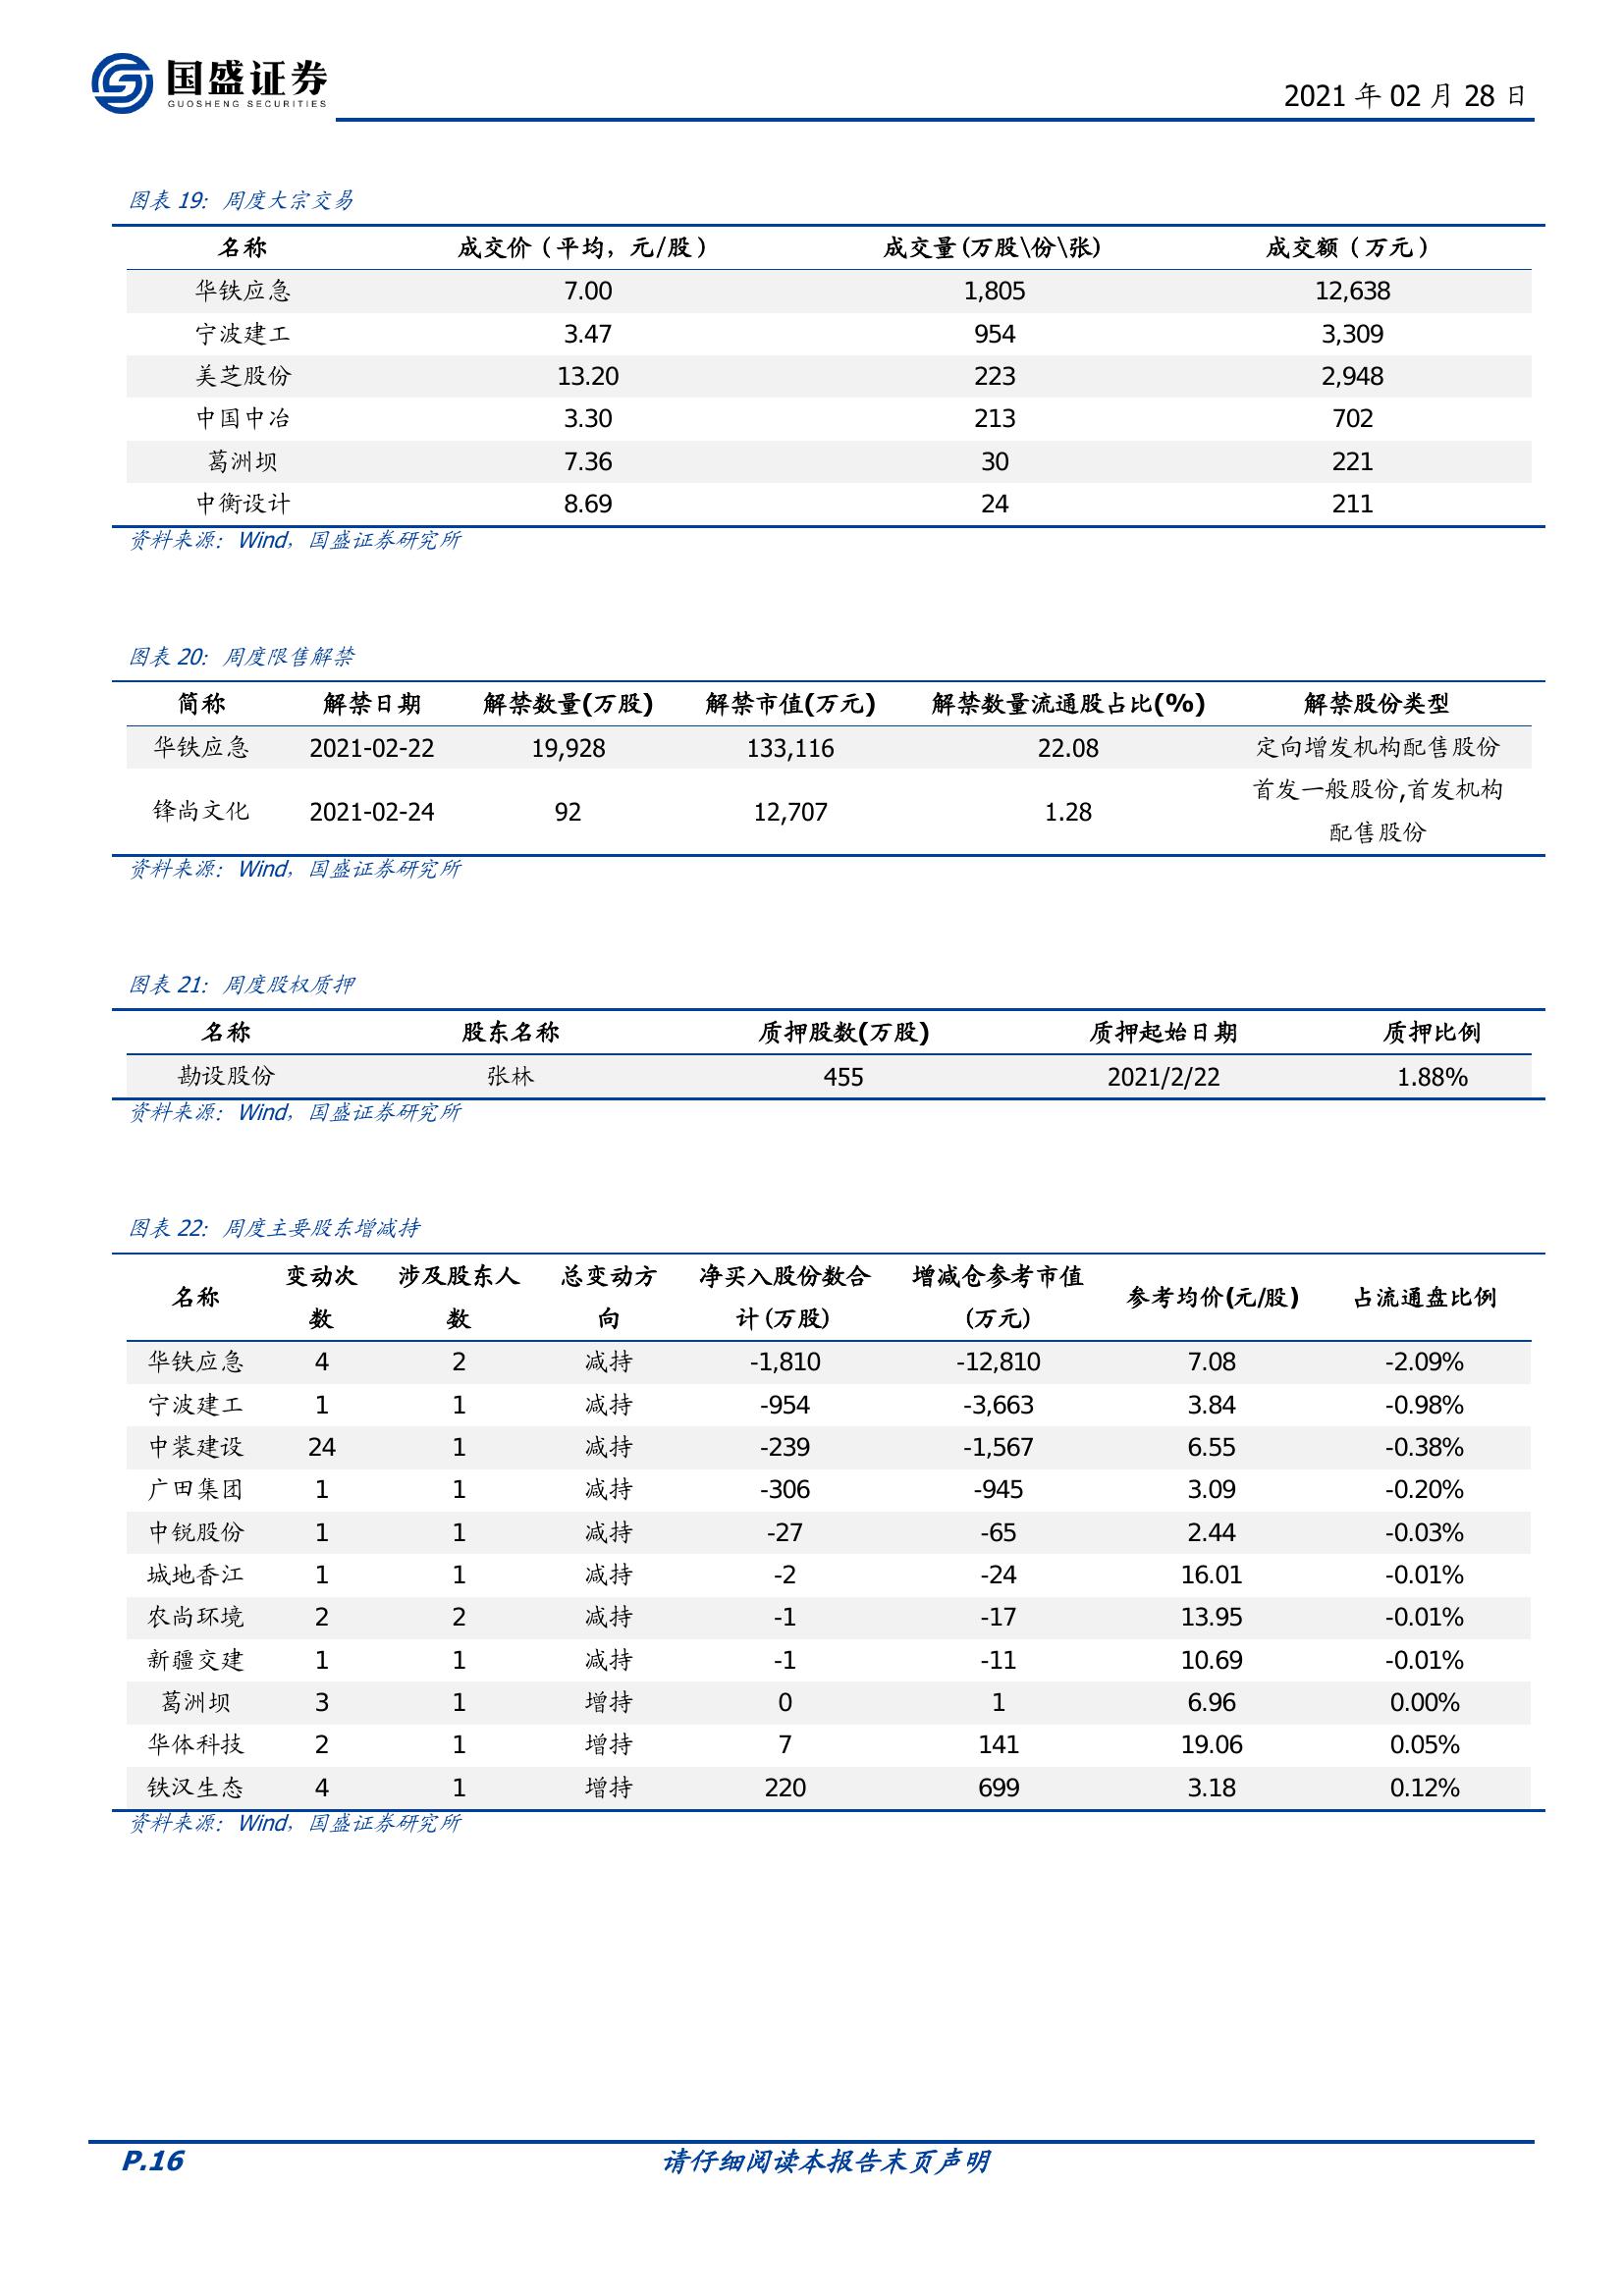 国盛证券
GUOSHENG SECURITIES
2021 年 02 月 28 日
图表 19：周度大宗交易
名称 成交价（平均，元/股） 成交量(万股\份\张) 成交额（万元）
华铁应急 7.00 1,805 12,638
宁波建工 3.47 954 3,309
美芝股份 13.20 223 2,948
中国中冶 3.30 213 702
葛洲坝 7.36 30 221
中衡设计 8.69 24 211
资料来源：Wind，国盛证券研究所
图表 20：周度限售解禁
简称 解禁日期 解禁数量(万股) 解禁市值(万元) 解禁数量流通股占比(%) 解禁股份类型
华铁应急 2021-02-22 19,928 133,116 22.08 定向增发机构配售股份
锋尚文化 2021-02-24 92 12,707 1.28 首发一般股份,首发机构
配售股份
资料来源：Wind，国盛证券研究所
图表 21：周度股权质押
名称 股东名称 质押股数(万股) 质押起始日期 质押比例
勘设股份 张林 455 2021/2/22 1.88%
资料来源：Wind，国盛证券研究所
图表 22：周度主要股东增减持
名称 变动次 涉及股东人 总变动方 净买入股份数合 增减仓参考市值 参考均价(元/股) 占流通盘比例
数 数 向 计(万股) (万元)
华铁应急 4 2 减持 -1,810 -12,810 7.08 -2.09%
宁波建工 1 1 减持 -954 -3,663 3.84 -0.98%
中装建设 24 1 减持 -239 -1,567 6.55 -0.38%
广田集团 1 1 减持 -306 -945 3.09 -0.20%
中锐股份 1 1 减持 -27 -65 2.44 -0.03%
城地香江 1 1 减持 -2 -24 16.01 -0.01%
农尚环境 2 2 减持 -1 -17 13.95 -0.01%
新疆交建 1 1 减持 -1 -11 10.69 -0.01%
葛洲坝 3 1 增持 0 1 6.96 0.00%
华体科技 2 1 增持 7 141 19.06 0.05%
铁汉生态 4 1 增持 220 699 3.18 0.12%
资料来源：Wind，国盛证券研究所
P.16 请仔细阅读本报告末页声明